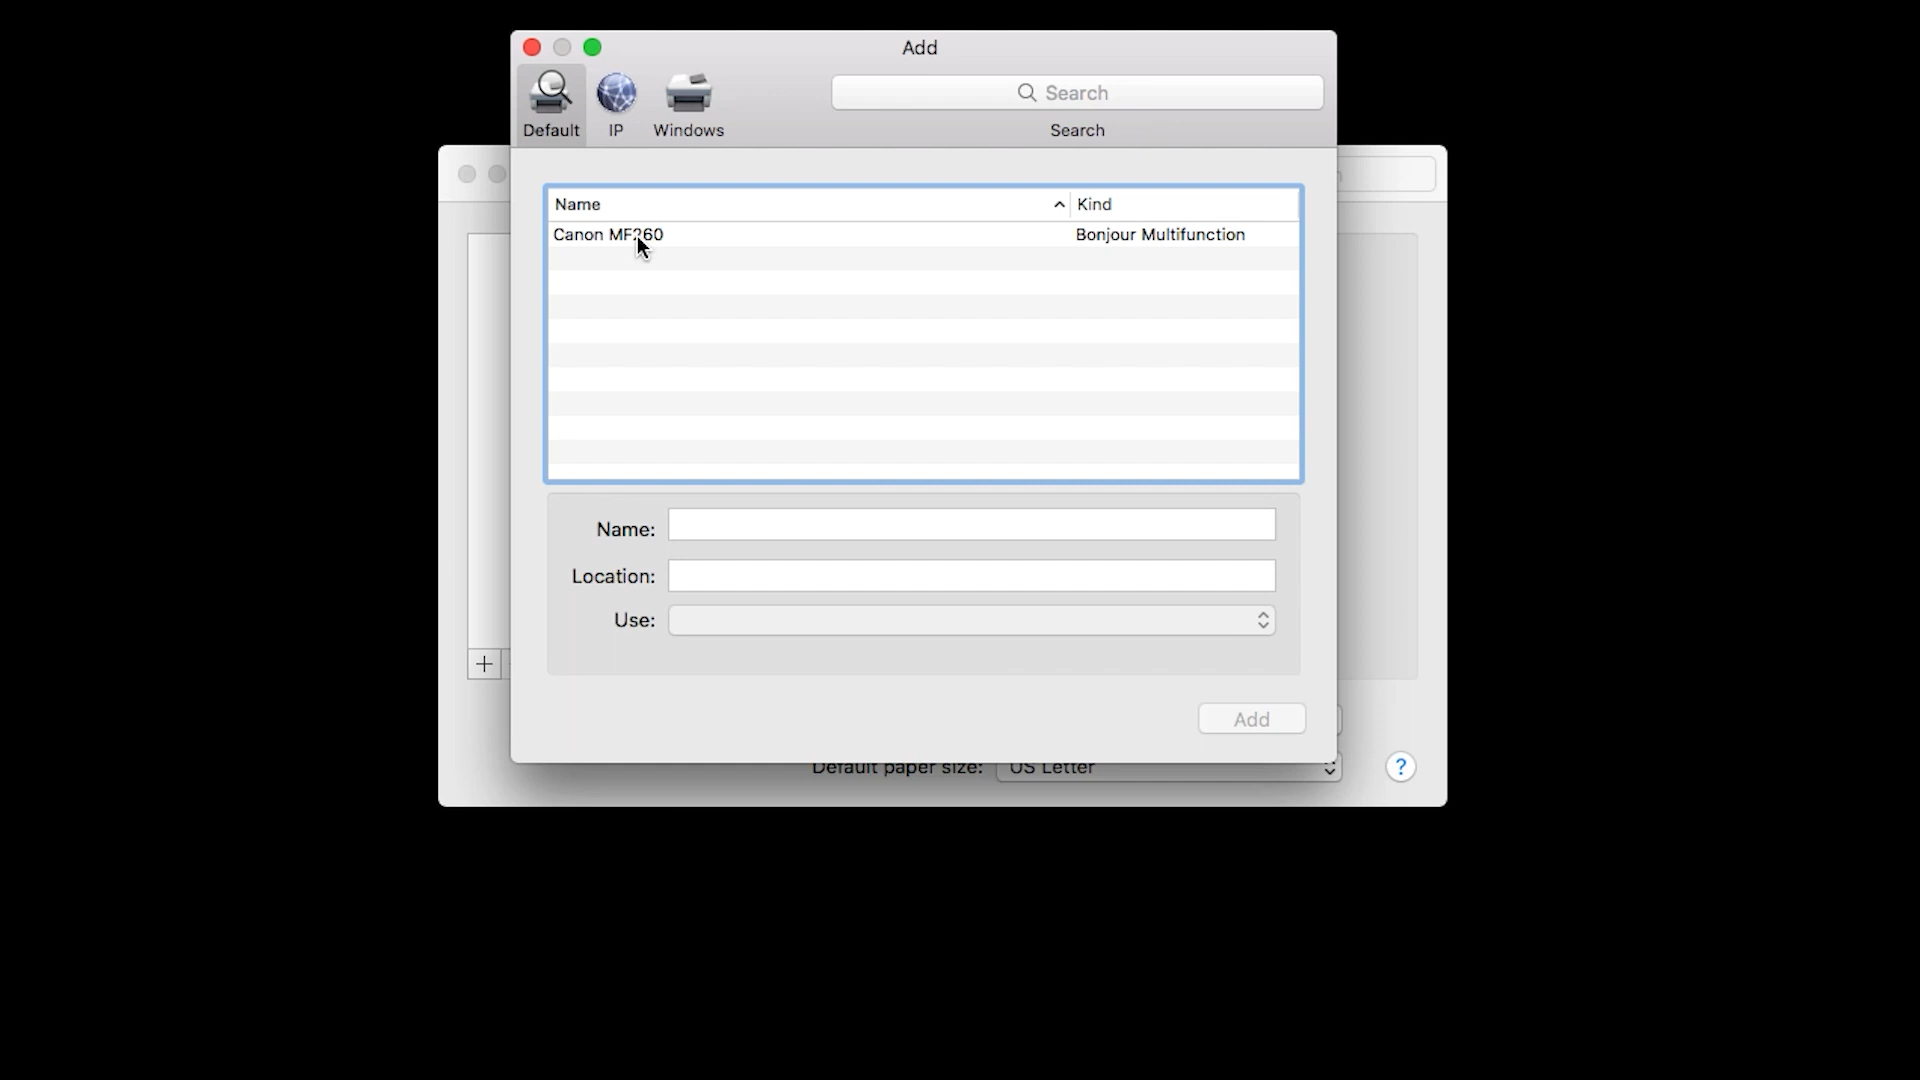 Add
Search
Default IP Windows Search
Name Kind
Canon MF260 Bonjour Multifunction
Name:
Location:
Use:
Add
Default paper size: US Letter ?